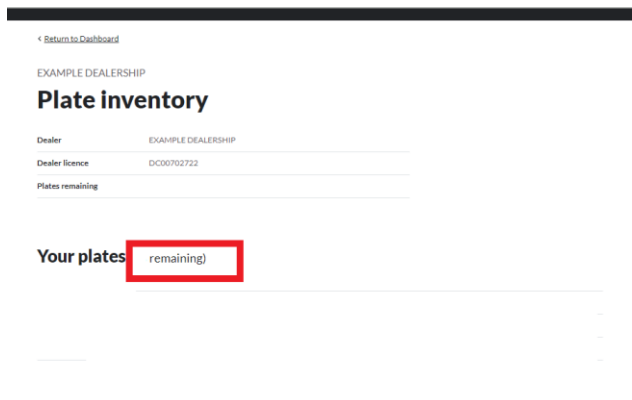 < Return to Dashboard
EXAMPLE DEALERSHIP
Plate inventory
Dealer EXAMPLE DEALERSHIP
Dealer licence DC00702722
Plates remaining
Your plates remaining)